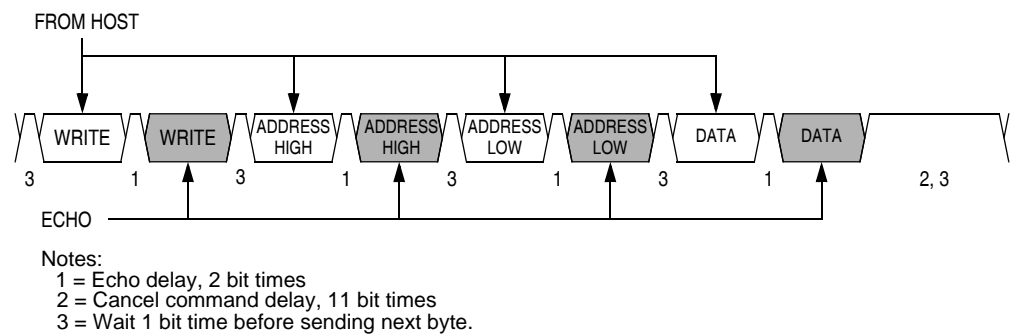 FROM HOST
WRITE WRITE ADDRESS HIGH ADDRESS HIGH ADDRESS LOW ADDRESS LOW DATA DATA
3 1 3 1 3 1 3 1 2, 3
ECHO
Notes:
1 = Echo delay, 2 bit times
2 = Cancel command delay, 11 bit times
3 = Wait 1 bit time before sending next byte.